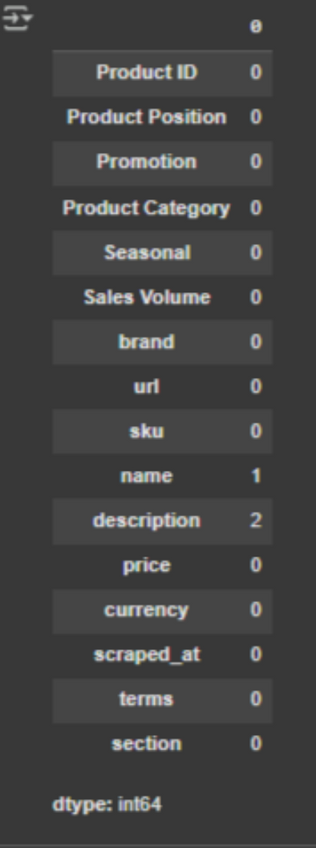 0
Product ID 0
Product Position 0
Promotion 0
Product Category 0
Seasonal 0
Sales Volume 0
brand 0
url 0
sku 0
name 1
description 2
price 0
currency 0
scraped_at 0
terms 0
section 0
dtype: int64